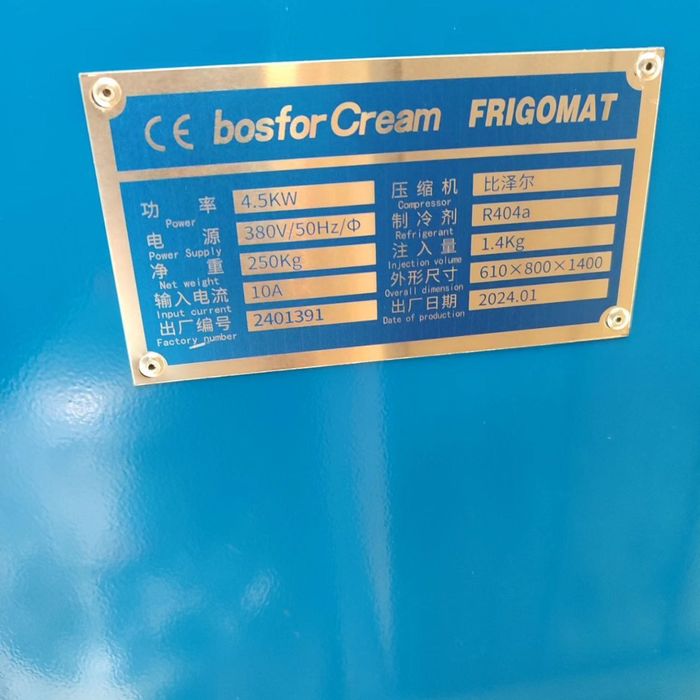 CE bosfor Cream FRIGOMAT
功率 4.5KW
Power
电源 380V/50Hz/Φ
Power Supply
净重 250Kg
Net weight
输入电流 10A
Input current
出厂编号 2401391
Factory number
压缩机 比泽尔
Compressor
制冷剂 R404a
Refrigerant
注入量 1.4Kg
Injection volume
外形尺寸 610×800×1400
Overall dimension
出厂日期 2024.01
Date of production